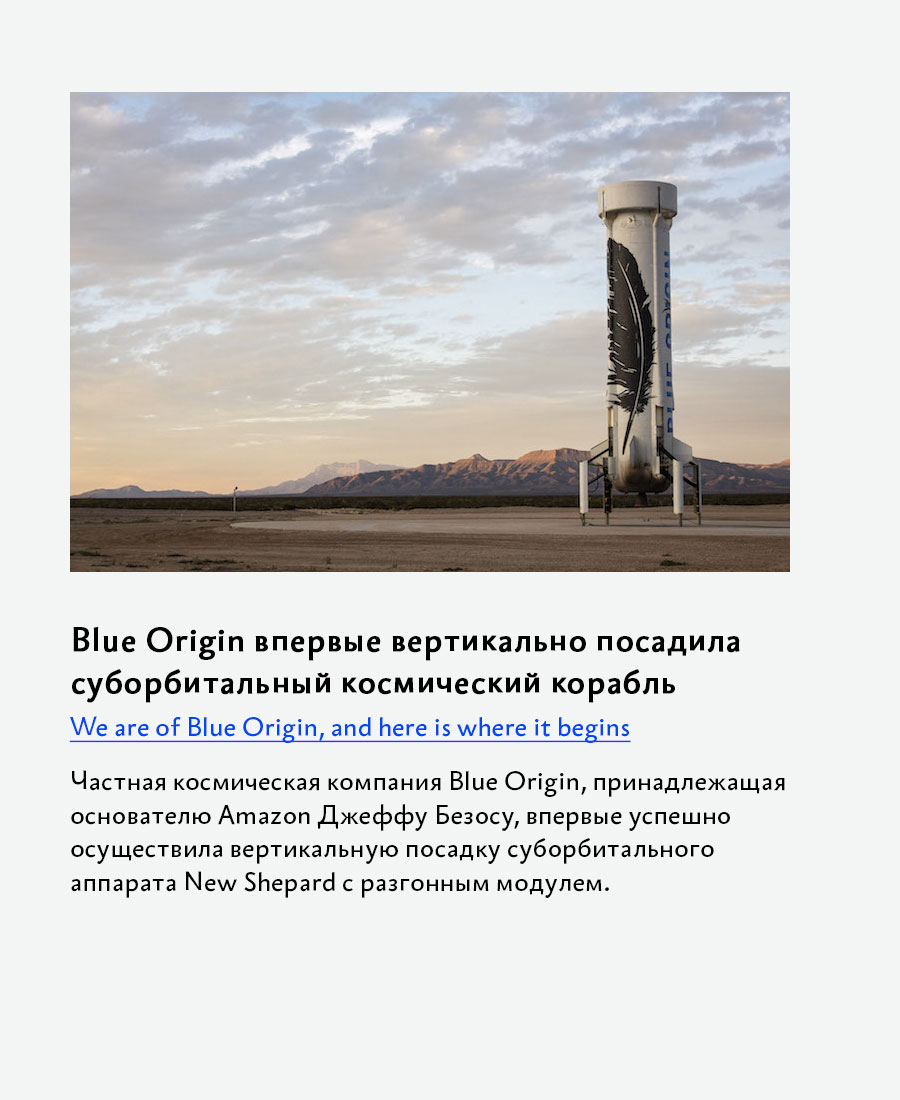 BLUE ORIGIN
Blue Origin впервые вертикально посадила
суборбитальный космический корабль
We are of Blue Origin, and here is where it begins
Частная космическая компания Blue Origin, принадлежащая
основателю Amazon Джеффу Безосу, впервые успешно
осуществила вертикальную посадку суборбитального
аппарата New Shepard с разгонным модулем.